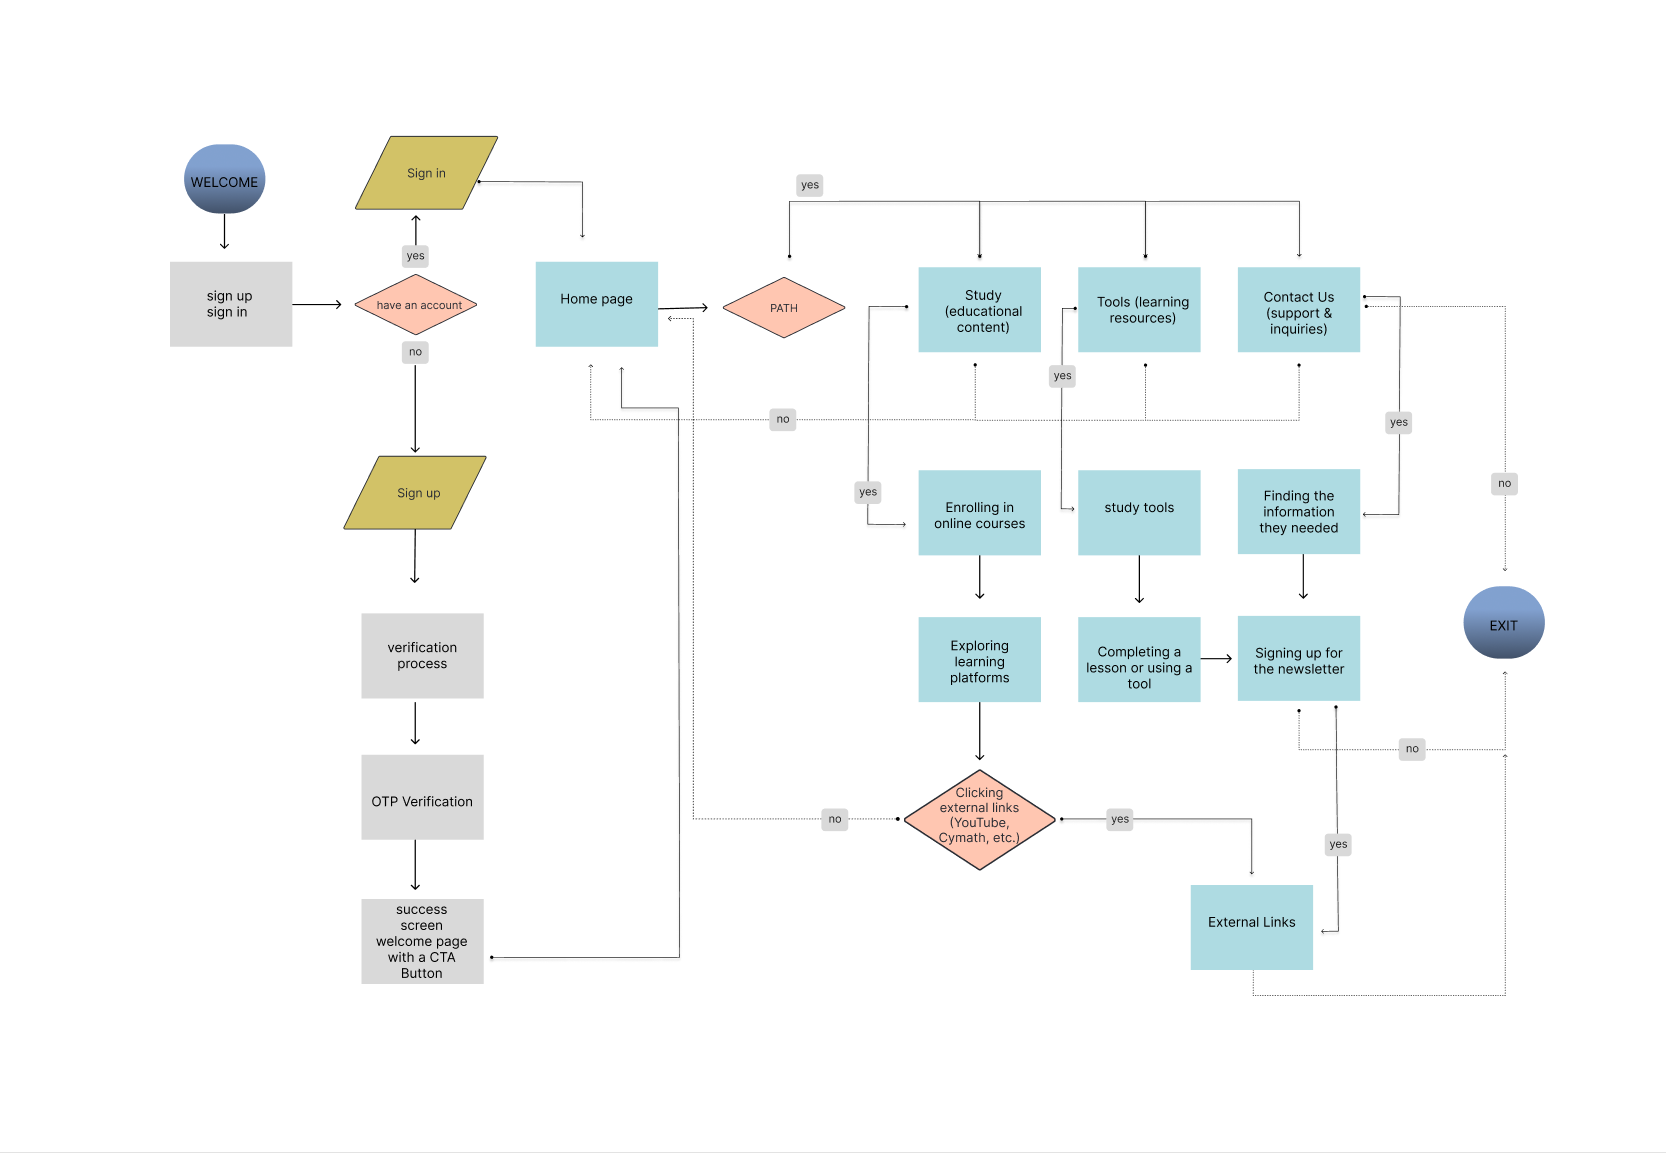 WELCOME
sign up
sign in
have an account
yes
Sign in
no
Sign up
verification
process
OTP Verification
success
screen
welcome page
with a CTA
Button
Home page
PATH
yes
no
Study
(educational
content)
Tools (learning
resources)
Contact Us
(support &
inquiries)
yes
yes
yes
no
Enrolling in
online courses
study tools
Finding the
information
they needed
Exploring
learning
platforms
Completing a
lesson or using a
tool
Signing up for
the newsletter
EXIT
no
Clicking
external links
(YouTube,
Cymath, etc.)
no
yes
yes
External Links